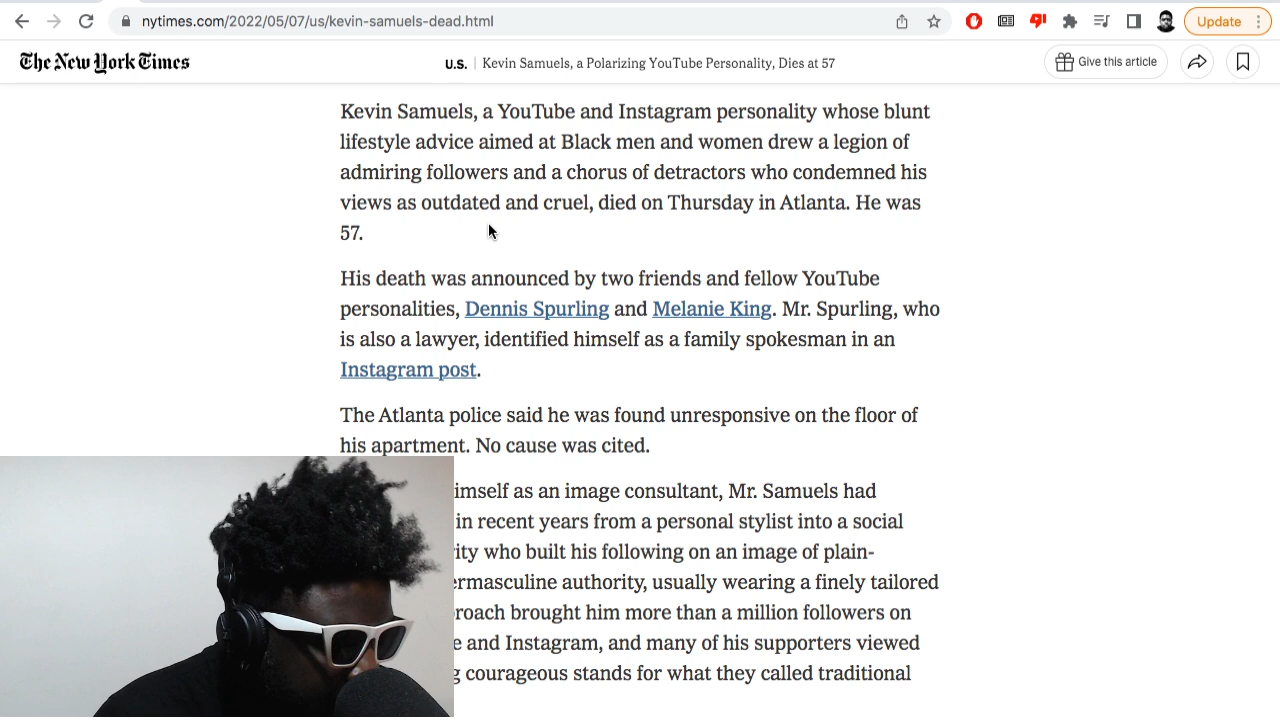 nytimes.com/2022/05/07/us/kevin-samuels-dead.html
Update
The New York Times
U.S. | Kevin Samuels, a Polarizing YouTube Personality, Dies at 57
Give this article
Kevin Samuels, a YouTube and Instagram personality whose blunt
lifestyle advice aimed at Black men and women drew a legion of
admiring followers and a chorus of detractors who condemned his
views as outdated and cruel, died on Thursday in Atlanta. He was
57.
His death was announced by two friends and fellow YouTube
personalities, Dennis Spurling and Melanie King. Mr. Spurling, who
is also a lawyer, identified himself as a family spokesman in an
Instagram post.
The Atlanta police said he was found unresponsive on the floor of
his apartment. No cause was cited.
imself as an image consultant, Mr. Samuels had
in recent years from a personal stylist into a social
ity who built his following on an image of plain-
ermasculine authority, usually wearing a finely tailored
roach brought him more than a million followers on
e and Instagram, and many of his supporters viewed
g courageous stands for what they called traditional